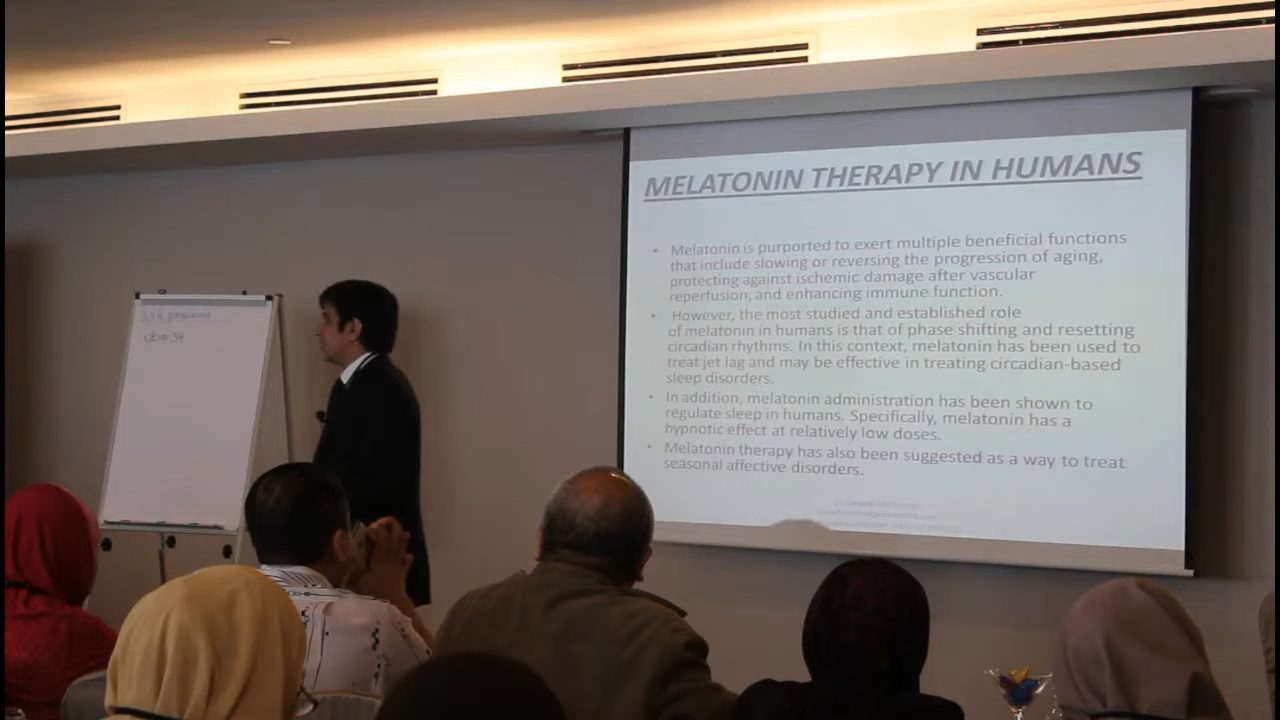 MELATONIN THERAPY IN HUMANS
• Melatonin is purported to exert multiple beneficial functions
that include slowing or reversing the progression of aging,
protecting against ischemic damage after vascular
reperfusion, and enhancing immune function.
• However, the most studied and established role
of melatonin in humans is that of phase shifting and resetting
circadian rhythms. In this context, melatonin has been used to
treat jet lag and may be effective in treating circadian-based
sleep disorders.
• In addition, melatonin administration has been shown to
regulate sleep in humans. Specifically, melatonin has a
hypnotic effect at relatively low doses.
• Melatonin therapy has also been suggested as a way to treat
seasonal affective disorders.